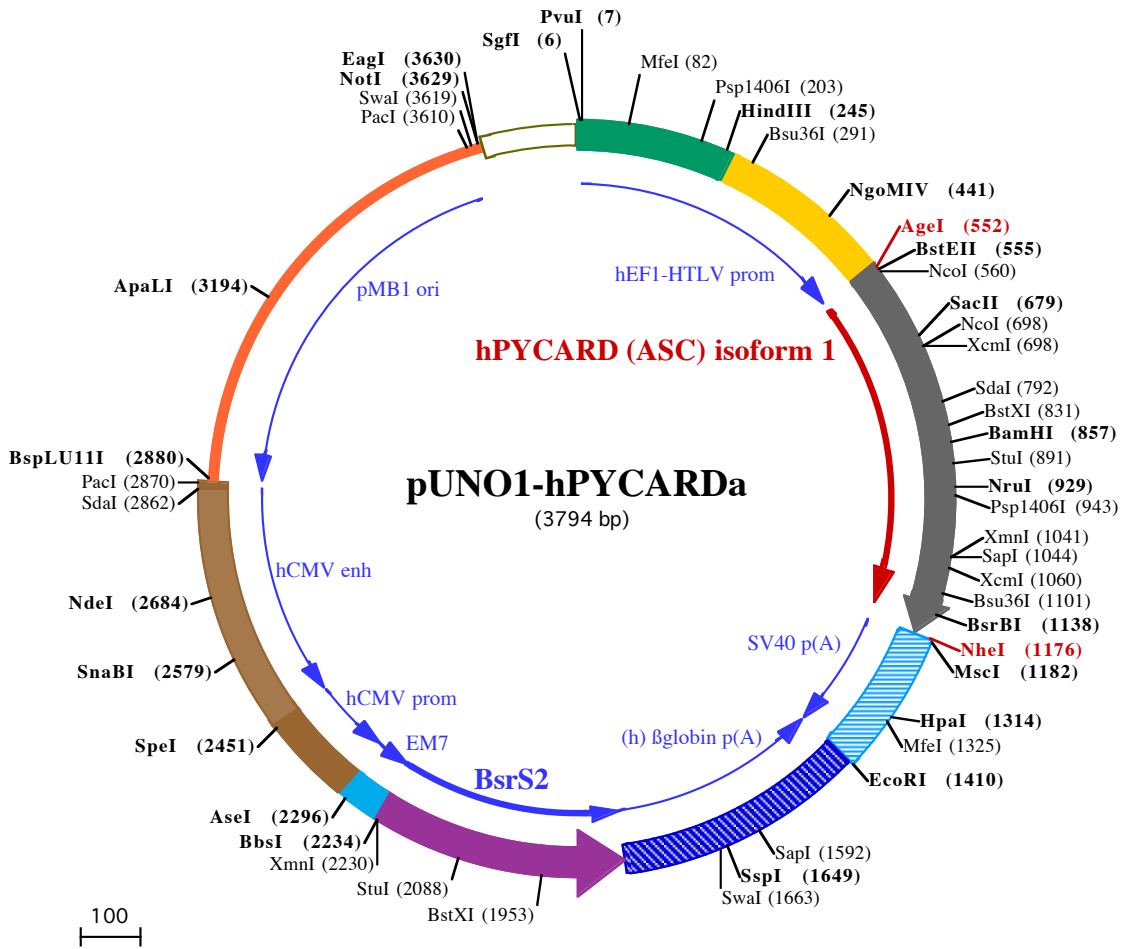 PvuI (7)
SgfI (6)
EagI (3630)
NotI (3629)
SwaI (3619)
PacI (3610)
MfeI (82)
Psp1406I (203)
HindIII (245)
Bsu36I (291)
NgoMIV (441)
AgeI (552)
BstEII (555)
NcoI (560)
SacII (679)
NcoI (698)
XcmI (698)
SdaI (792)
BstXI (831)
BamHI (857)
StuI (891)
NruI (929)
Psp1406I (943)
XmnI (1041)
SapI (1044)
XcmI (1060)
Bsu36I (1101)
BsrBI (1138)
NheI (1176)
MscI (1182)
HpaI (1314)
MfeI (1325)
EcoRI (1410)
SapI (1592)
SspI (1649)
SwaI (1663)
BstXI (1953)
StuI (2088)
XmnI (2230)
BbsI (2234)
AseI (2296)
SpeI (2451)
SnaBI (2579)
NdeI (2684)
SdaI (2862)
PacI (2870)
BspLU11I (2880)
ApaLI (3194)
pMB1 ori
hEF1-HTLV prom
hPYCARD (ASC) isoform 1
pUNO1-hPYCARDa
(3794 bp)
hCMV enh
hCMV prom
EM7
BsrS2
(h) ßglobin p(A)
SV40 p(A)
100